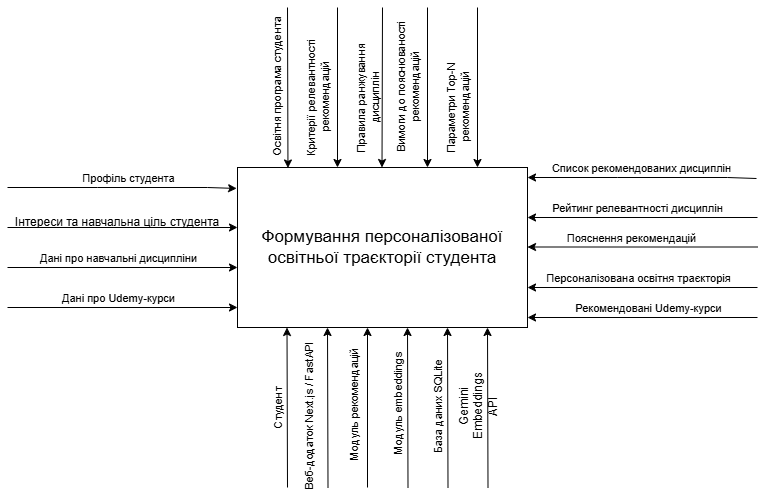 Освітня програма студента
Критерії релевантності
рекомендацій
Правила ранжування
дисциплін
Вимоги до пояснюваності
рекомендацій
Параметри Top-N
рекомендацій
Профіль студента
Інтереси та навчальна ціль студента
Дані про навчальні дисципліни
Дані про Udemy-курси
Формування персоналізованої
освітньої траєкторії студента
Список рекомендованих дисциплін
Рейтинг релевантності дисциплін
Пояснення рекомендацій
Персоналізована освітня траєкторія
Рекомендовані Udemy-курси
Студент
Веб-додаток Next.js / FastAPI
Модуль рекомендацій
Модуль embeddings
База даних SQLite
Gemini
Embeddings
API